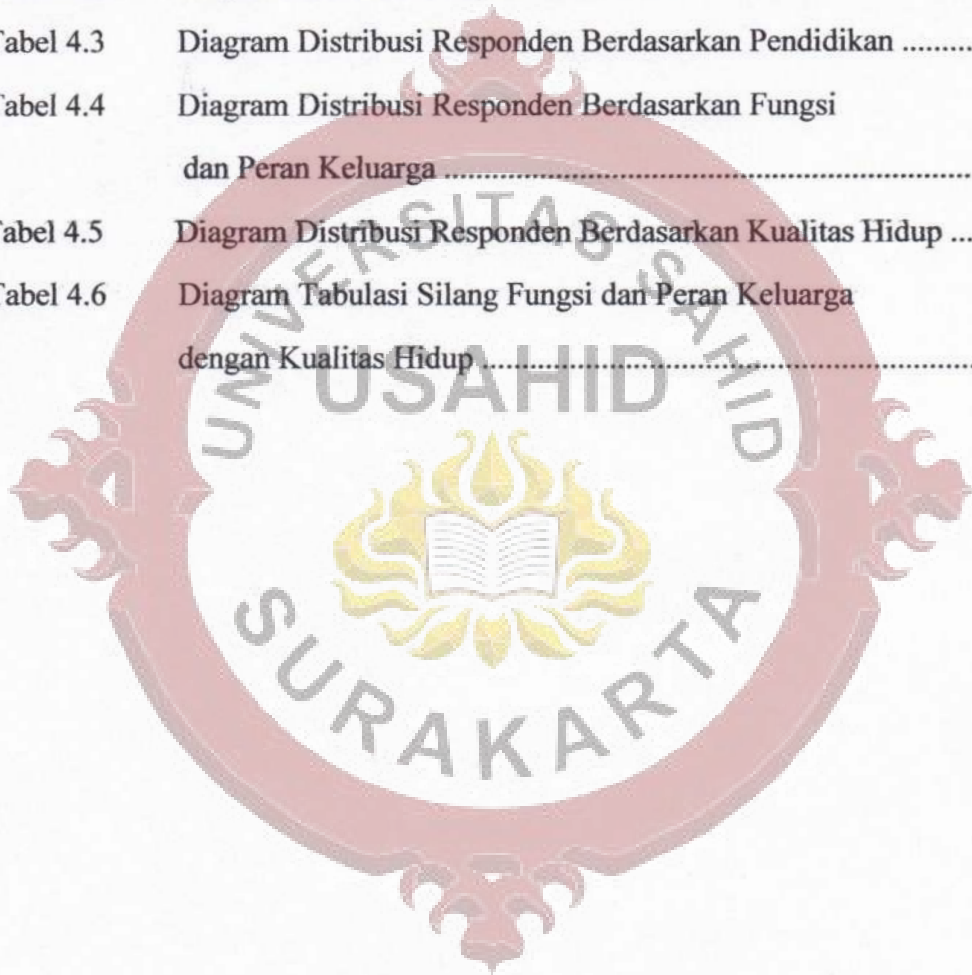 Tabel 4.3 Diagram Distribusi Responden Berdasarkan Pendidikan ..........
Tabel 4.4 Diagram Distribusi Responden Berdasarkan Fungsi
dan Peran Keluarga ..........................................................................
Tabel 4.5 Diagram Distribusi Responden Berdasarkan Kualitas Hidup ...
Tabel 4.6 Diagram Tabulasi Silang Fungsi dan Peran Keluarga
dengan Kualitas Hidup .....................................................................
UNIVERSITAS SAHID
USAHID
SURAKARTA